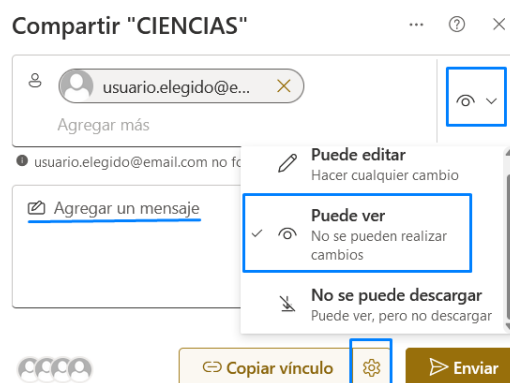 Compartir "CIENCIAS"
usuario.elegido@e...
Agregar más
usuario.elegido@email.com no fo
Puede editar
Hacer cualquier cambio
Agregar un mensaje
Puede ver
No se pueden realizar
cambios
No se puede descargar
Puede ver, pero no descargar
Copiar vínculo
Enviar